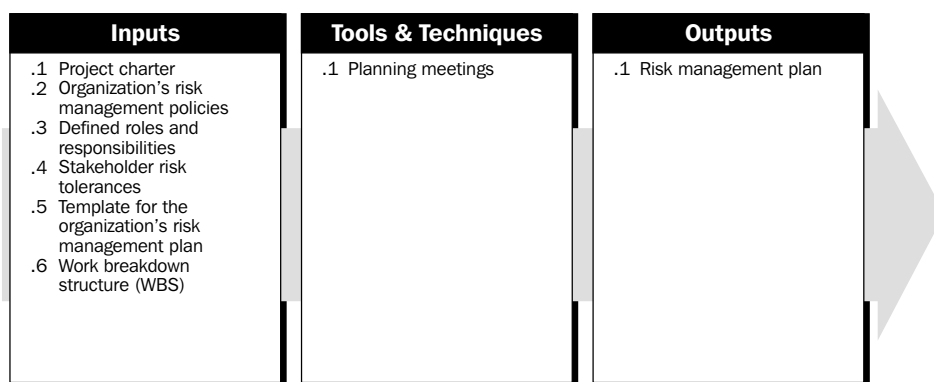 Inputs
.1 Project charter
.2 Organization's risk
management policies
.3 Defined roles and
responsibilities
.4 Stakeholder risk
tolerances
.5 Template for the
organization's risk
management plan
.6 Work breakdown
structure (WBS)
Tools & Techniques
.1 Planning meetings
Outputs
.1 Risk management plan